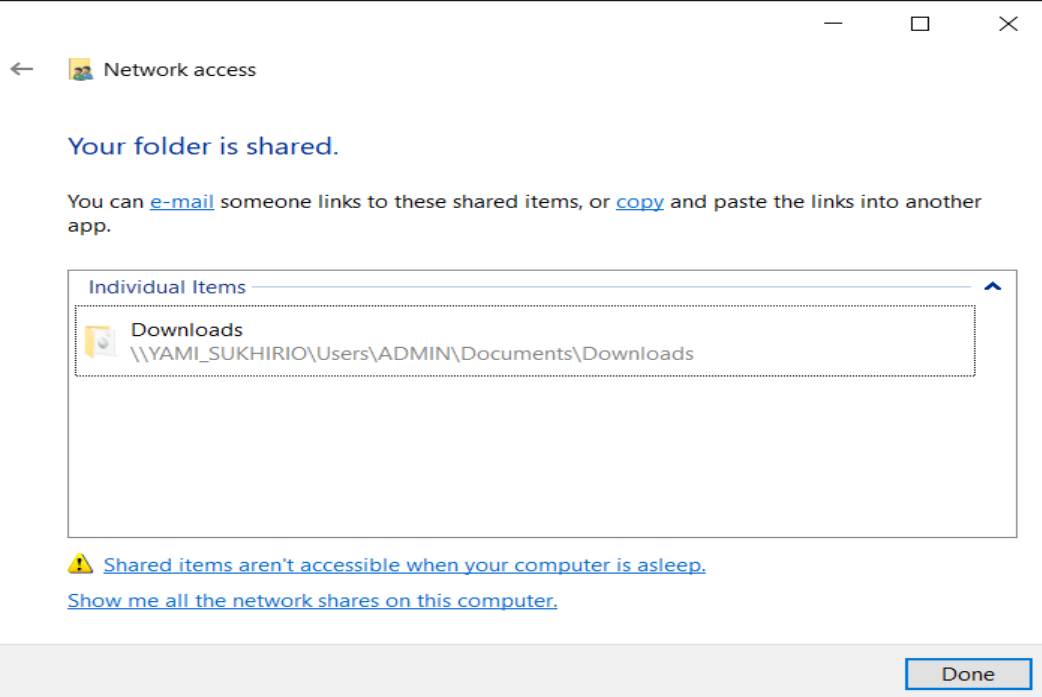 Network access
Your folder is shared.
You can e-mail someone links to these shared items, or copy and paste the links into another
app.
Individual Items
Downloads
\\YAMI_SUKHIRIO\Users\ADMIN\Documents\Downloads
Shared items aren't accessible when your computer is asleep.
Show me all the network shares on this computer.
Done